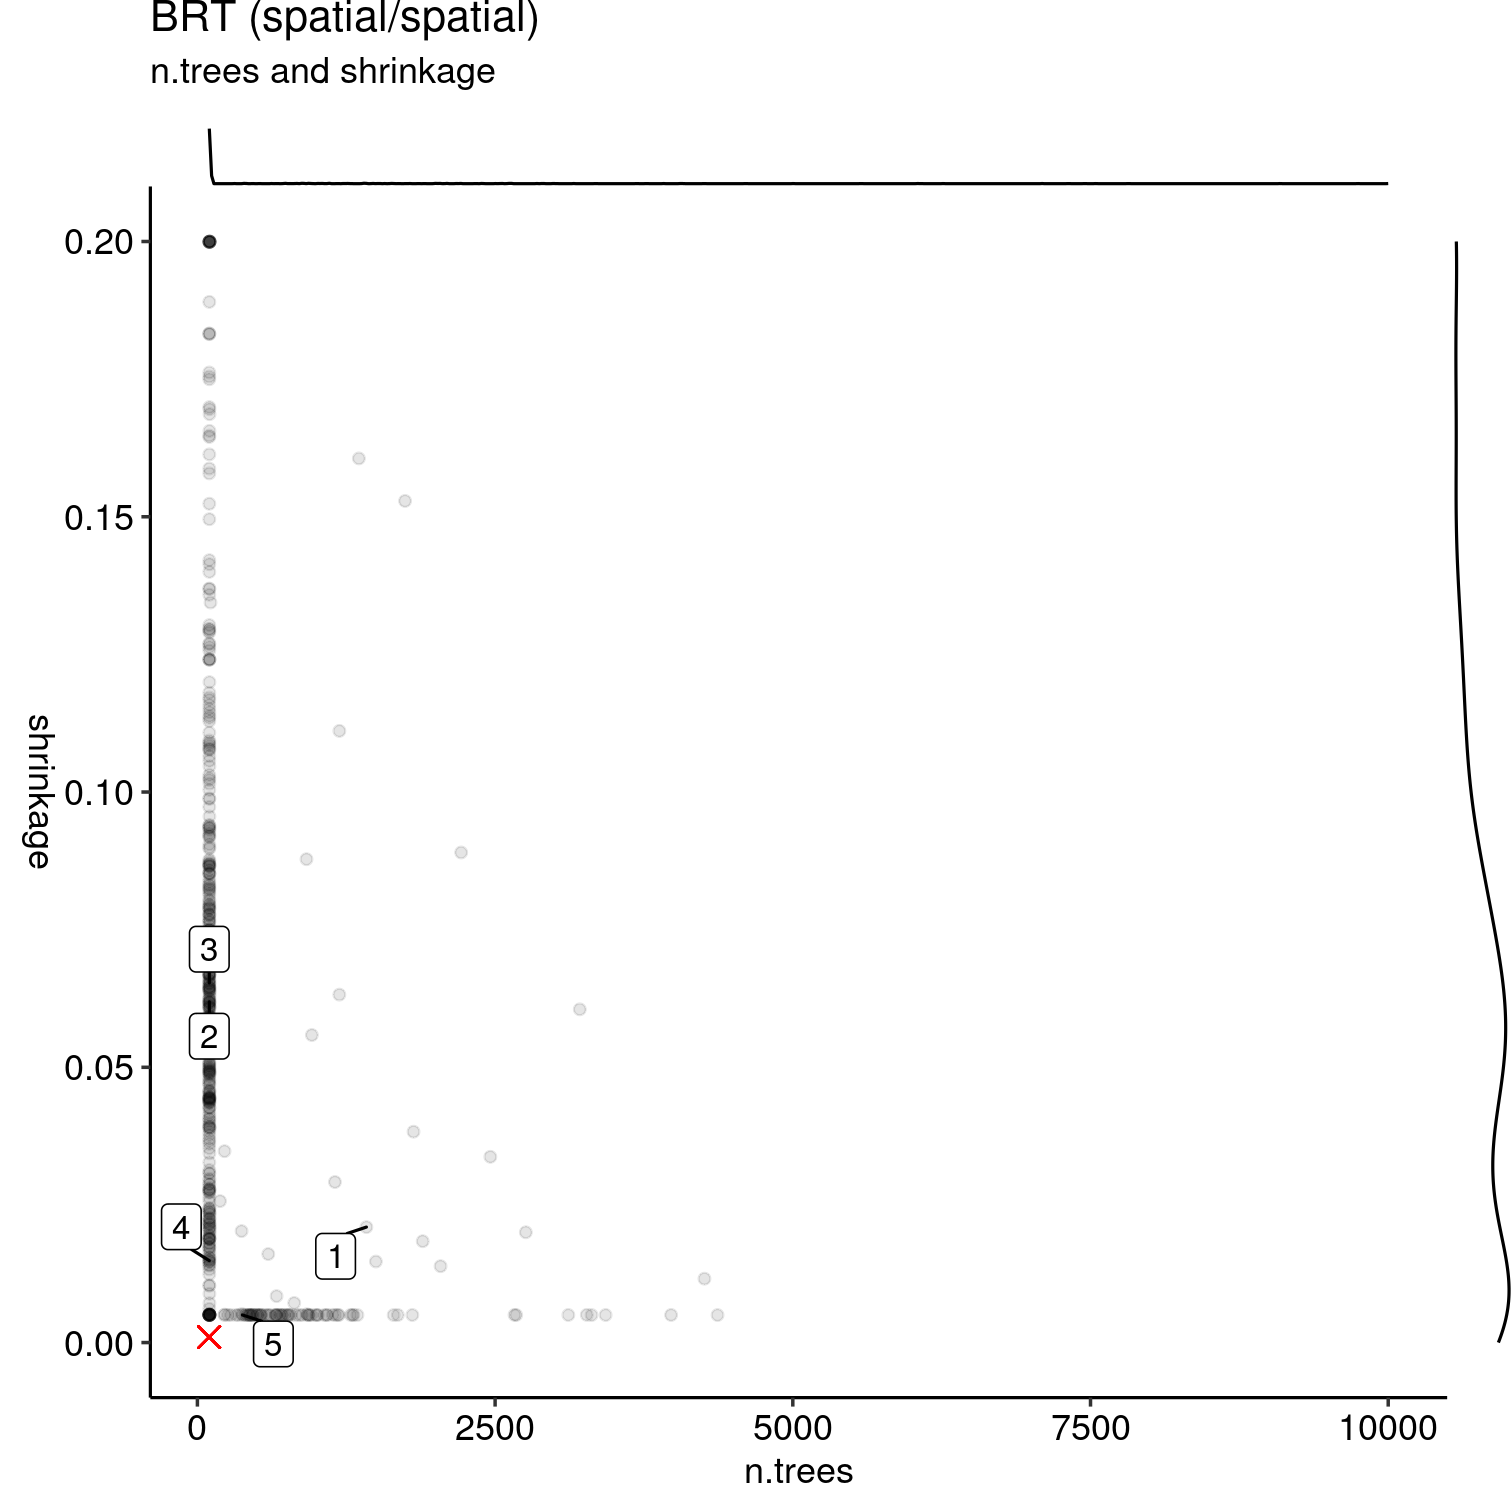 BRT (spatial/spatial)
n.trees and shrinkage
0.20
0.15
0.10
0.05
0.00
shrinkage
3
2
4
1
5
0 2500 5000 7500 10000
n.trees